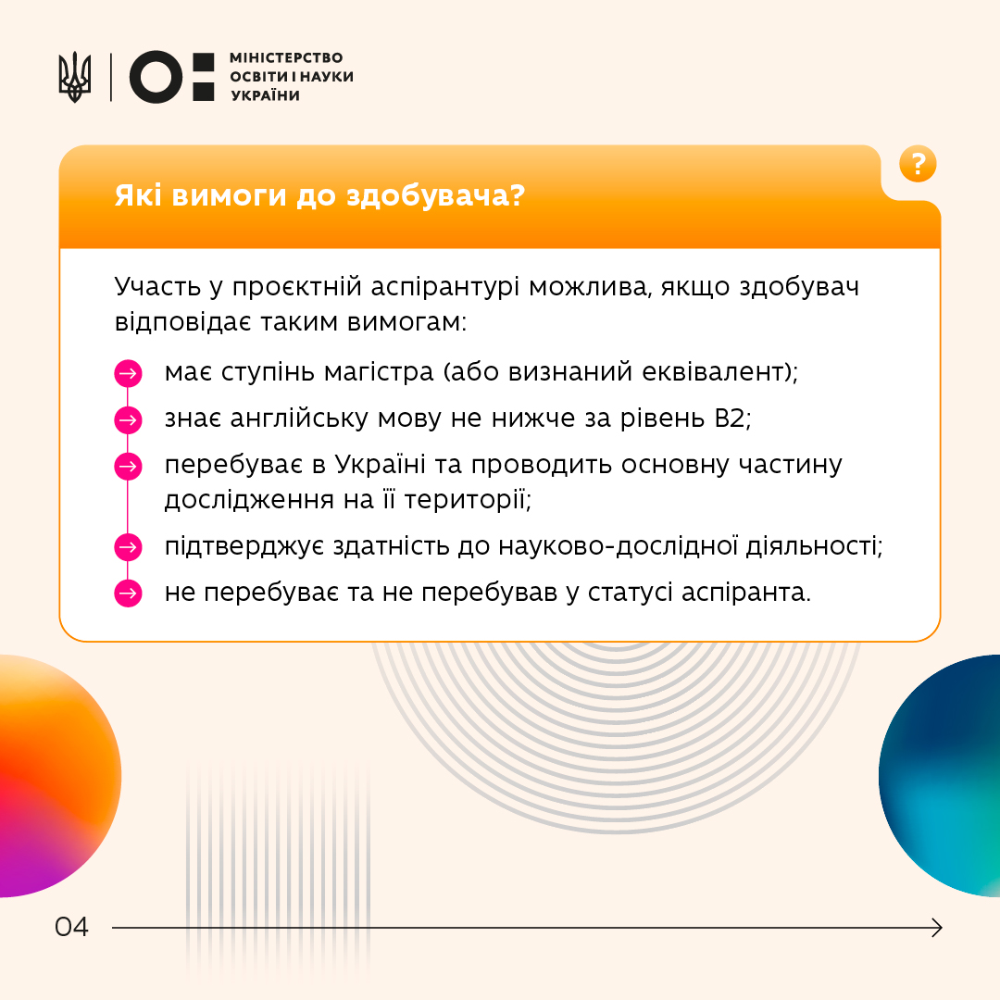 МІНІСТЕРСТВО
ОСВІТИ І НАУКИ
УКРАЇНИ
Які вимоги до здобувача?
?
Участь у проєктній аспірантурі можлива, якщо здобувач
відповідає таким вимогам:
має ступінь магістра (або визнаний еквівалент);
знає англійську мову не нижче за рівень B2;
перебуває в Україні та проводить основну частину
дослідження на її території;
підтверджує здатність до науково-дослідної діяльності;
не перебуває та не перебував у статусі аспіранта.
04